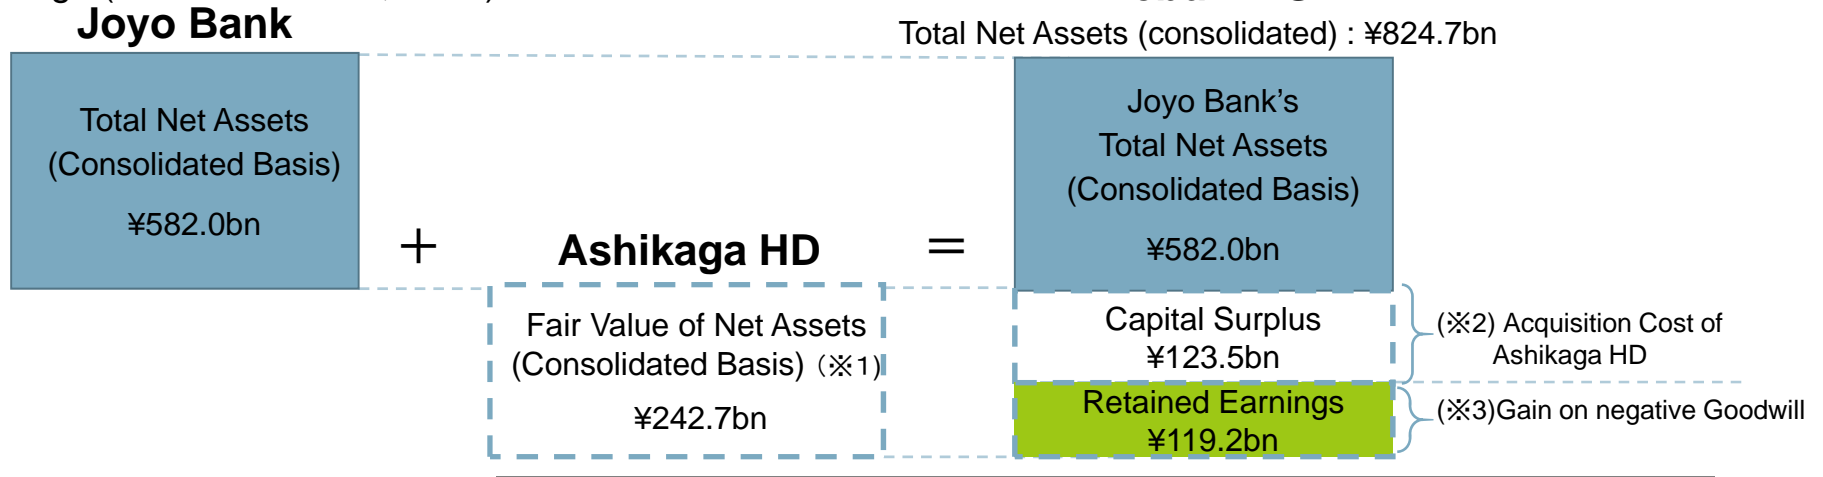 Joyo Bank
Total Net Assets (consolidated) : ¥824.7bn
Total Net Assets
(Consolidated Basis)
¥582.0bn
+
Ashikaga HD
=
Fair Value of Net Assets
(Consolidated Basis) (※1)
¥242.7bn
Joyo Bank’s
Total Net Assets
(Consolidated Basis)
¥582.0bn
Capital Surplus
¥123.5bn
(※2) Acquisition Cost of
Ashikaga HD
Retained Earnings
¥119.2bn
(※3)Gain on negative Goodwill